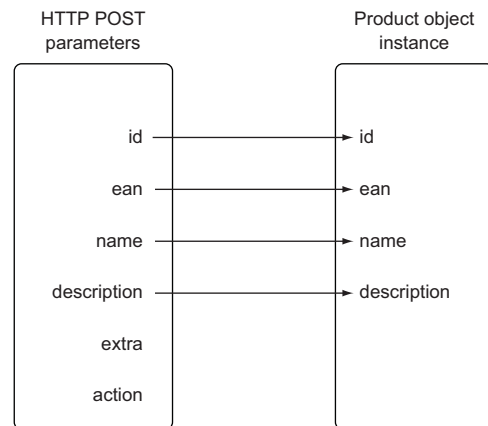 HTTP POST
parameters
Product object
instance
id
id
ean
ean
name
name
description
description
extra
action